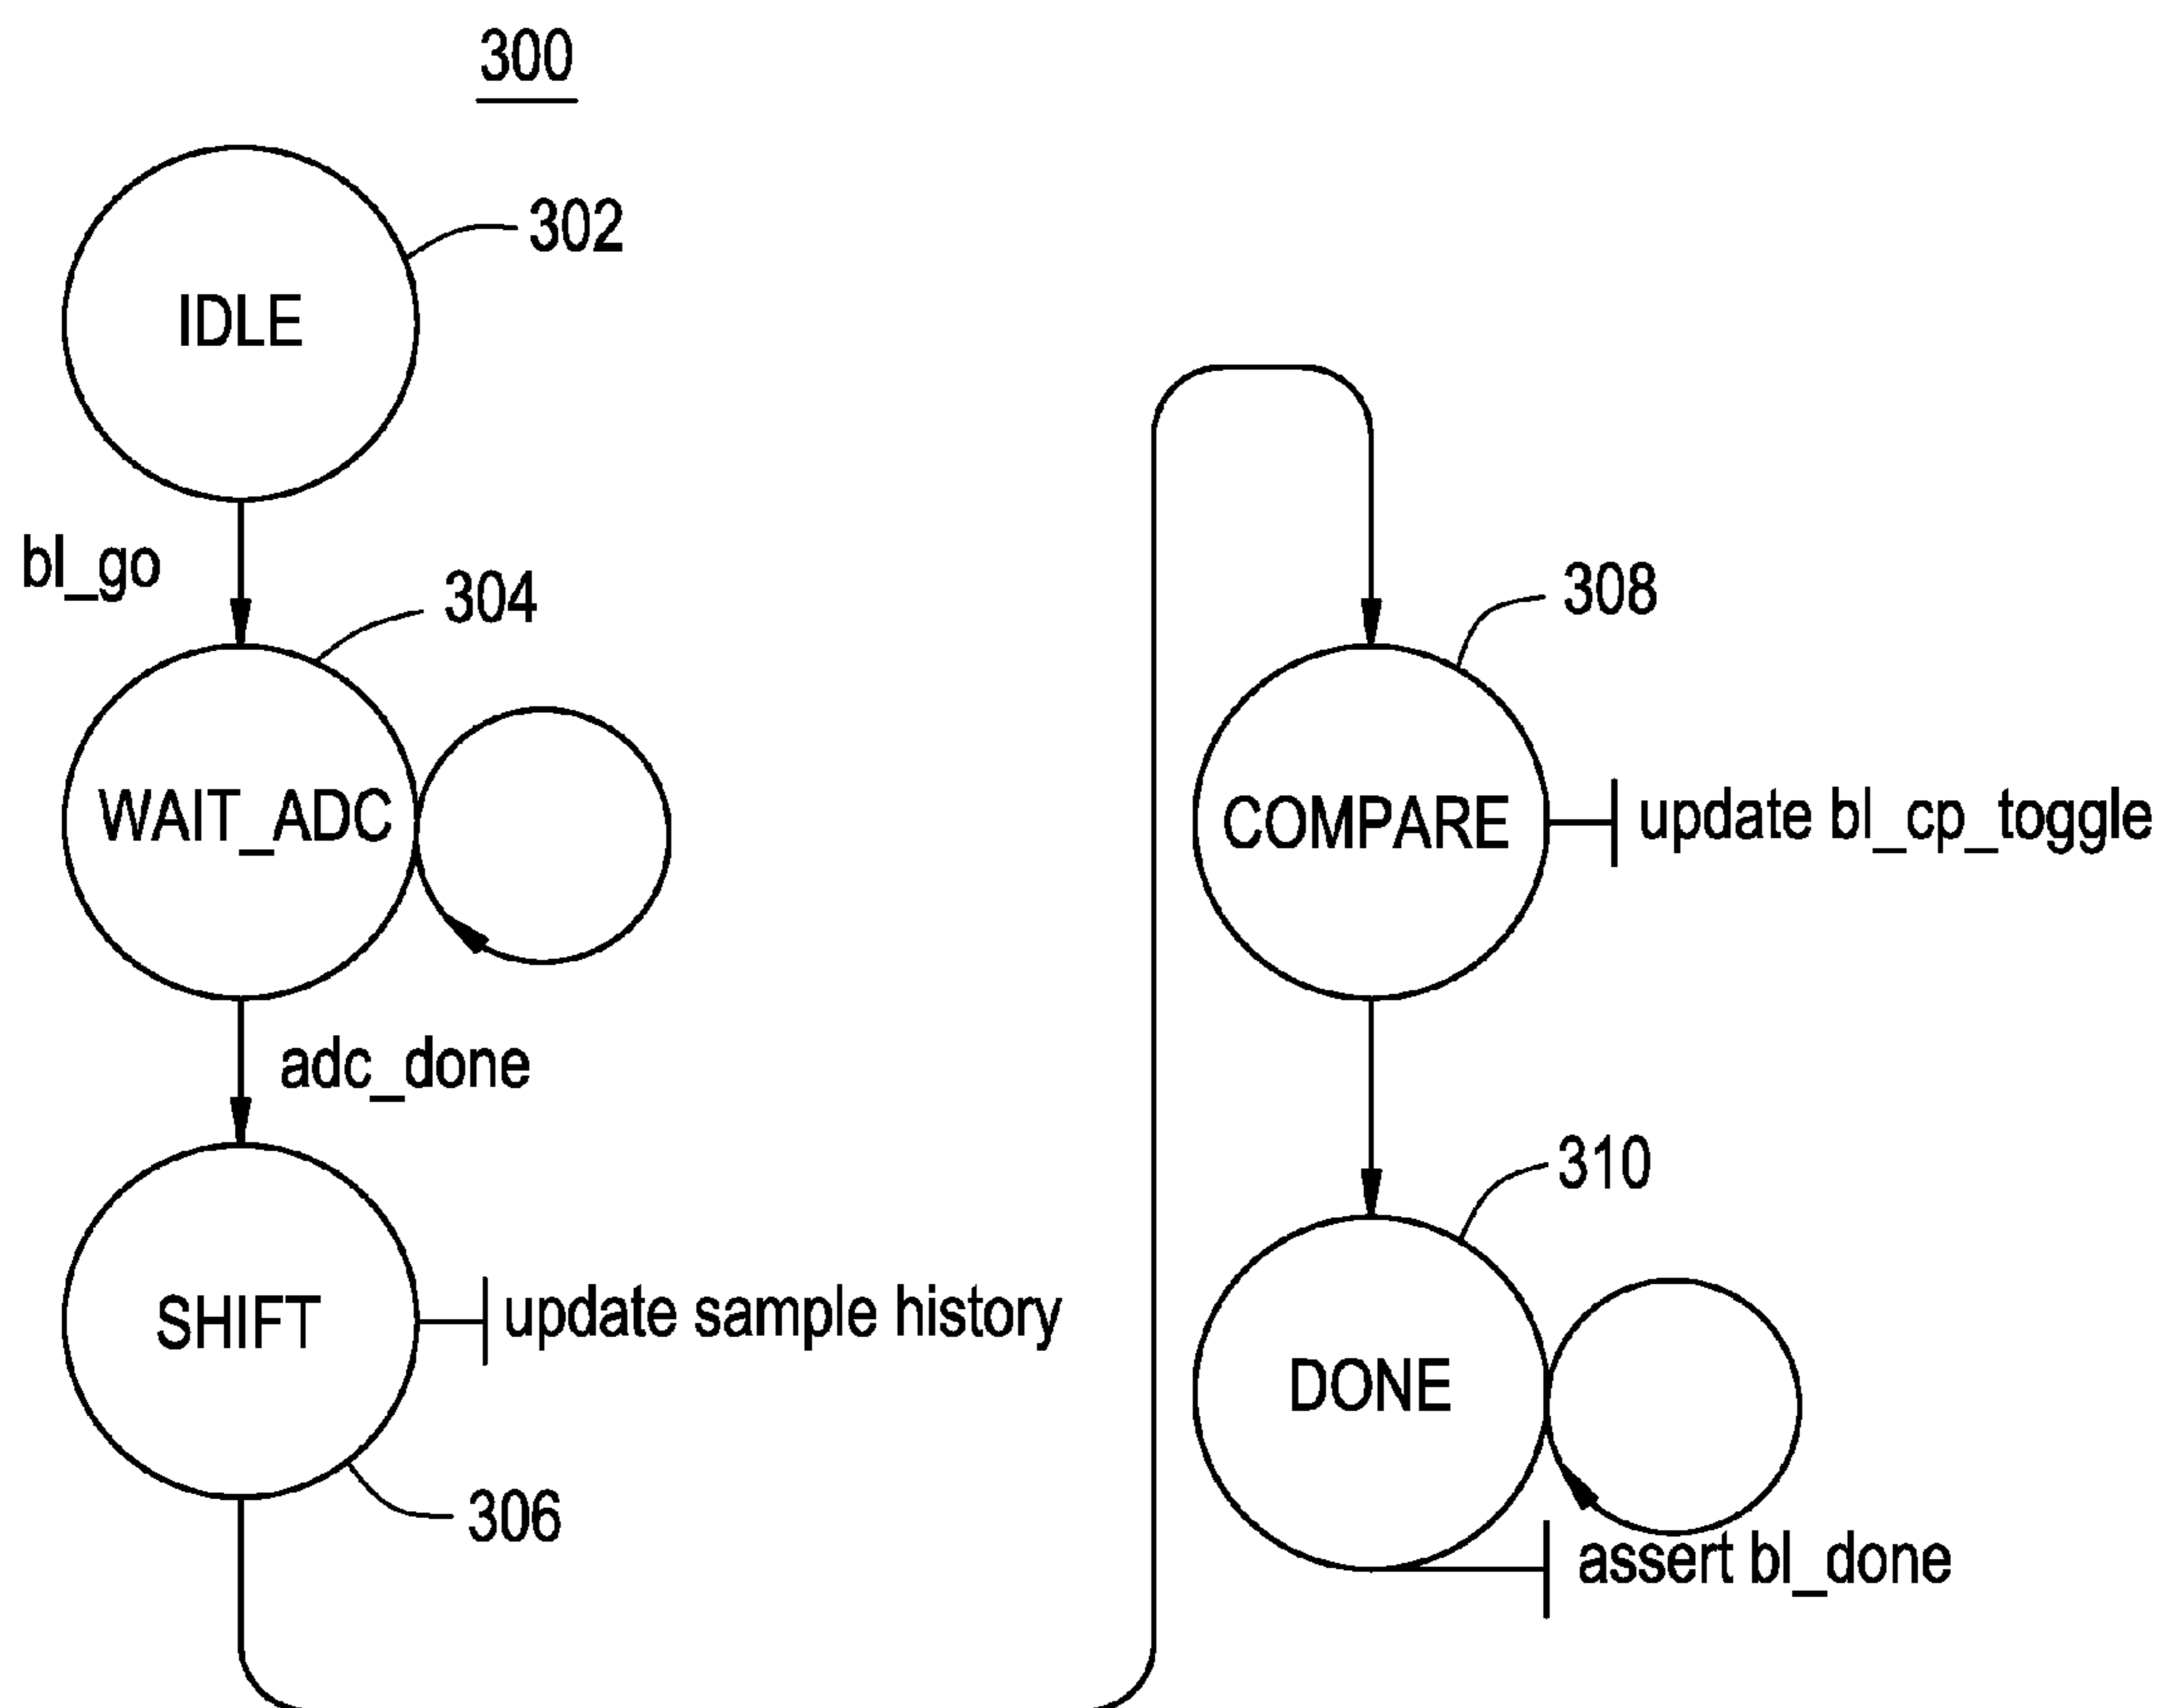 300
302
IDLE
bl_go
304
WAIT_ADC
adc_done
SHIFT
update sample history
306
308
COMPARE
update bl_cp_toggle
310
DONE
assert bl_done